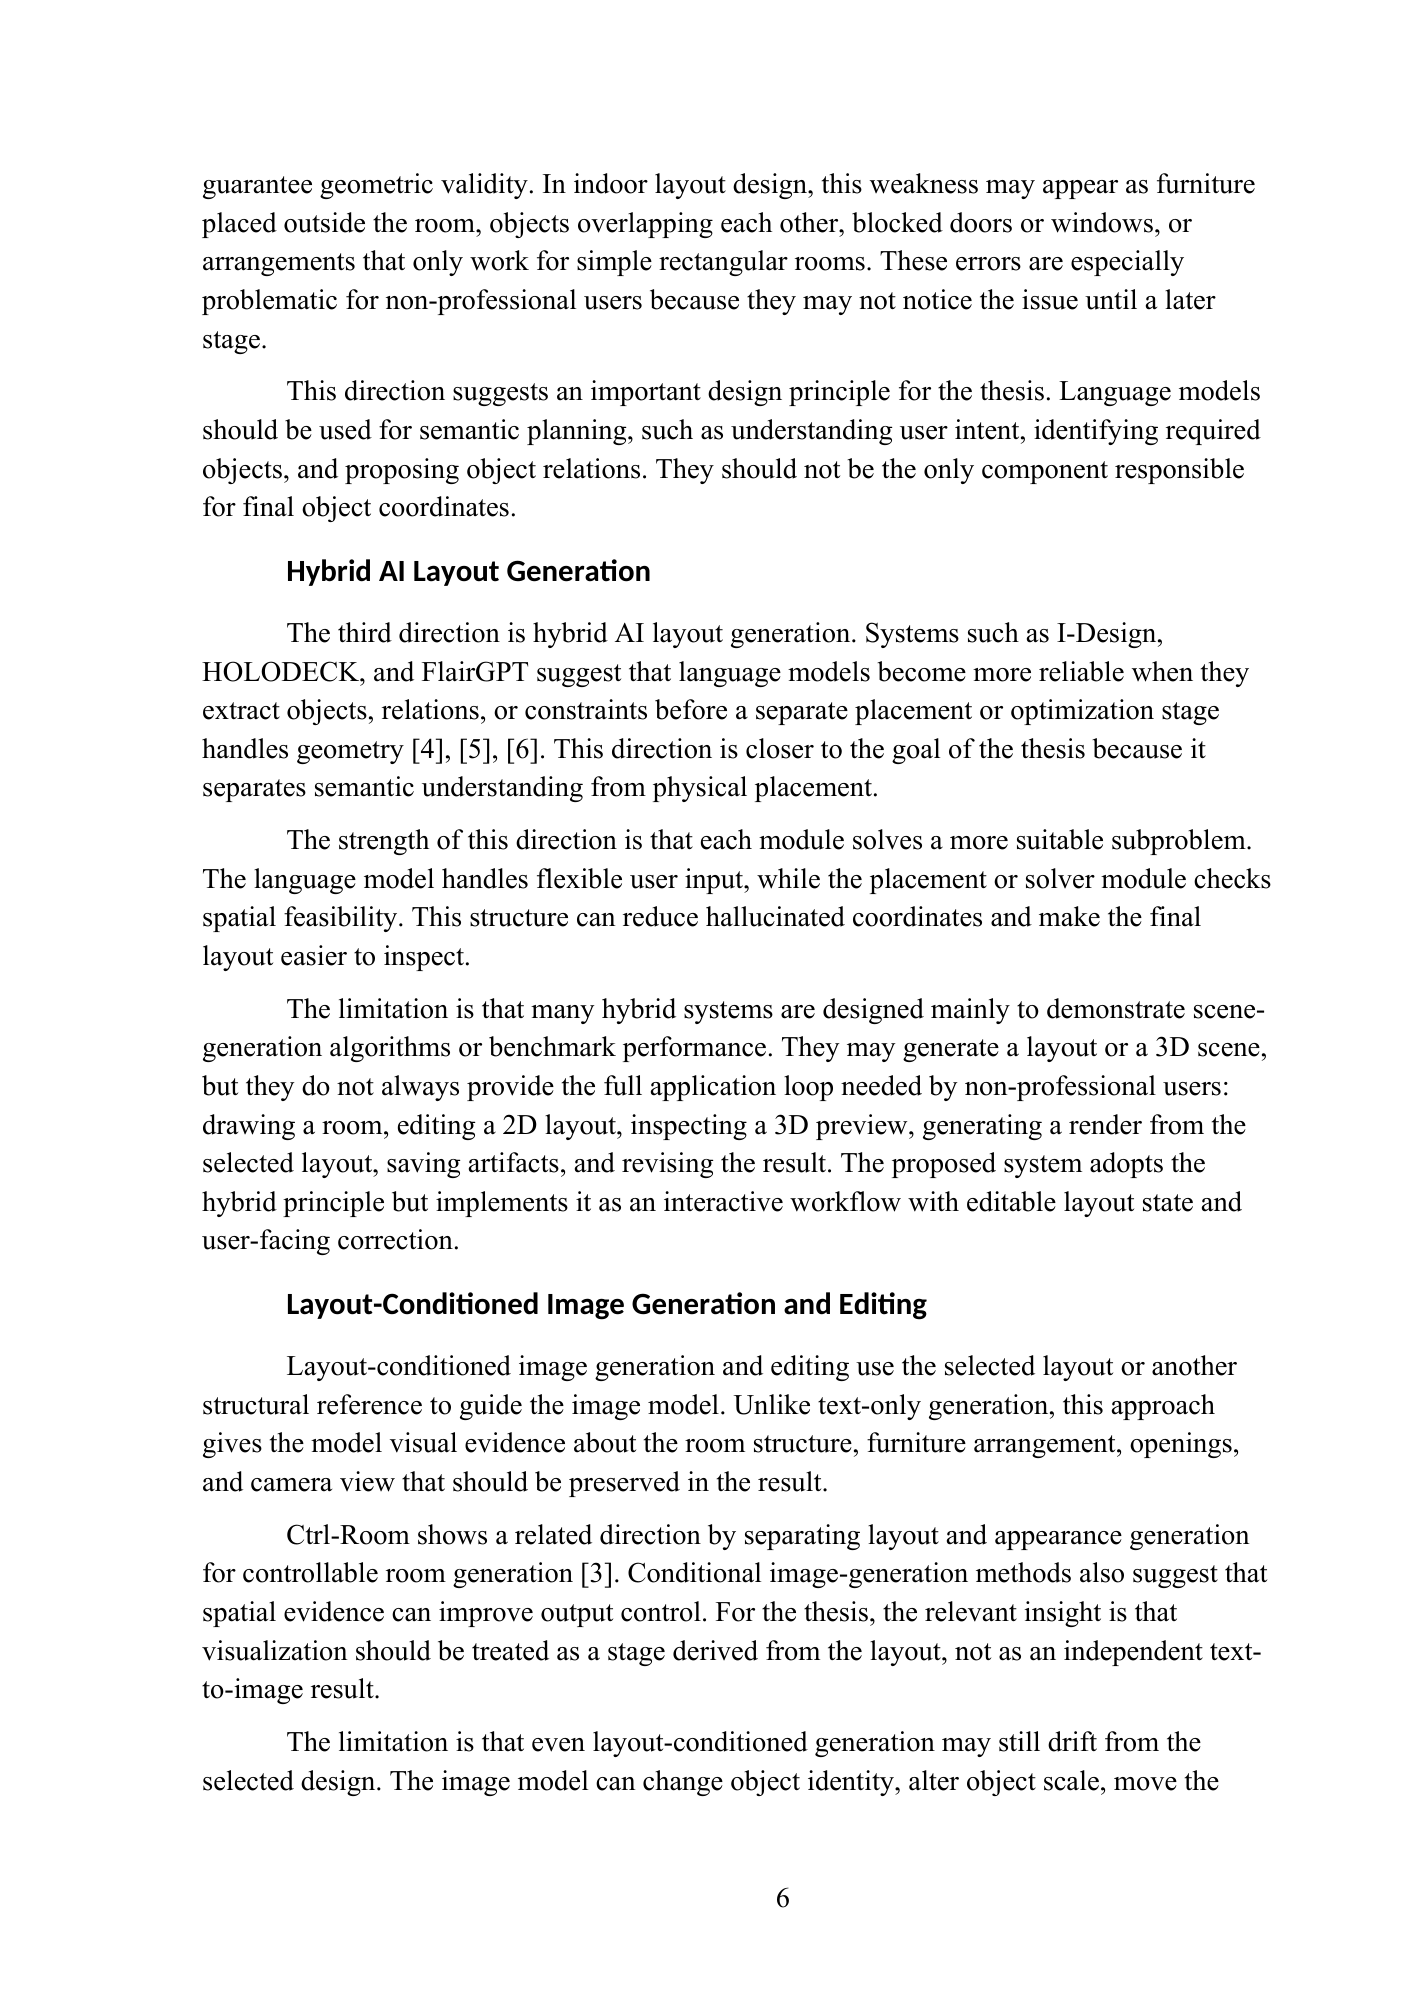 guarantee geometric validity. In indoor layout design, this weakness may appear as furniture
placed outside the room, objects overlapping each other, blocked doors or windows, or
arrangements that only work for simple rectangular rooms. These errors are especially
problematic for non-professional users because they may not notice the issue until a later
stage.
This direction suggests an important design principle for the thesis. Language models
should be used for semantic planning, such as understanding user intent, identifying required
objects, and proposing object relations. They should not be the only component responsible
for final object coordinates.
Hybrid AI Layout Generation
The third direction is hybrid AI layout generation. Systems such as I-Design,
HOLODECK, and FlairGPT suggest that language models become more reliable when they
extract objects, relations, or constraints before a separate placement or optimization stage
handles geometry [4], [5], [6]. This direction is closer to the goal of the thesis because it
separates semantic understanding from physical placement.
The strength of this direction is that each module solves a more suitable subproblem.
The language model handles flexible user input, while the placement or solver module checks
spatial feasibility. This structure can reduce hallucinated coordinates and make the final
layout easier to inspect.
The limitation is that many hybrid systems are designed mainly to demonstrate scene-
generation algorithms or benchmark performance. They may generate a layout or a 3D scene,
but they do not always provide the full application loop needed by non-professional users:
drawing a room, editing a 2D layout, inspecting a 3D preview, generating a render from the
selected layout, saving artifacts, and revising the result. The proposed system adopts the
hybrid principle but implements it as an interactive workflow with editable layout state and
user-facing correction.
Layout-Conditioned Image Generation and Editing
Layout-conditioned image generation and editing use the selected layout or another
structural reference to guide the image model. Unlike text-only generation, this approach
gives the model visual evidence about the room structure, furniture arrangement, openings,
and camera view that should be preserved in the result.
Ctrl-Room shows a related direction by separating layout and appearance generation
for controllable room generation [3]. Conditional image-generation methods also suggest that
spatial evidence can improve output control. For the thesis, the relevant insight is that
visualization should be treated as a stage derived from the layout, not as an independent text-
to-image result.
The limitation is that even layout-conditioned generation may still drift from the
selected design. The image model can change object identity, alter object scale, move the
6